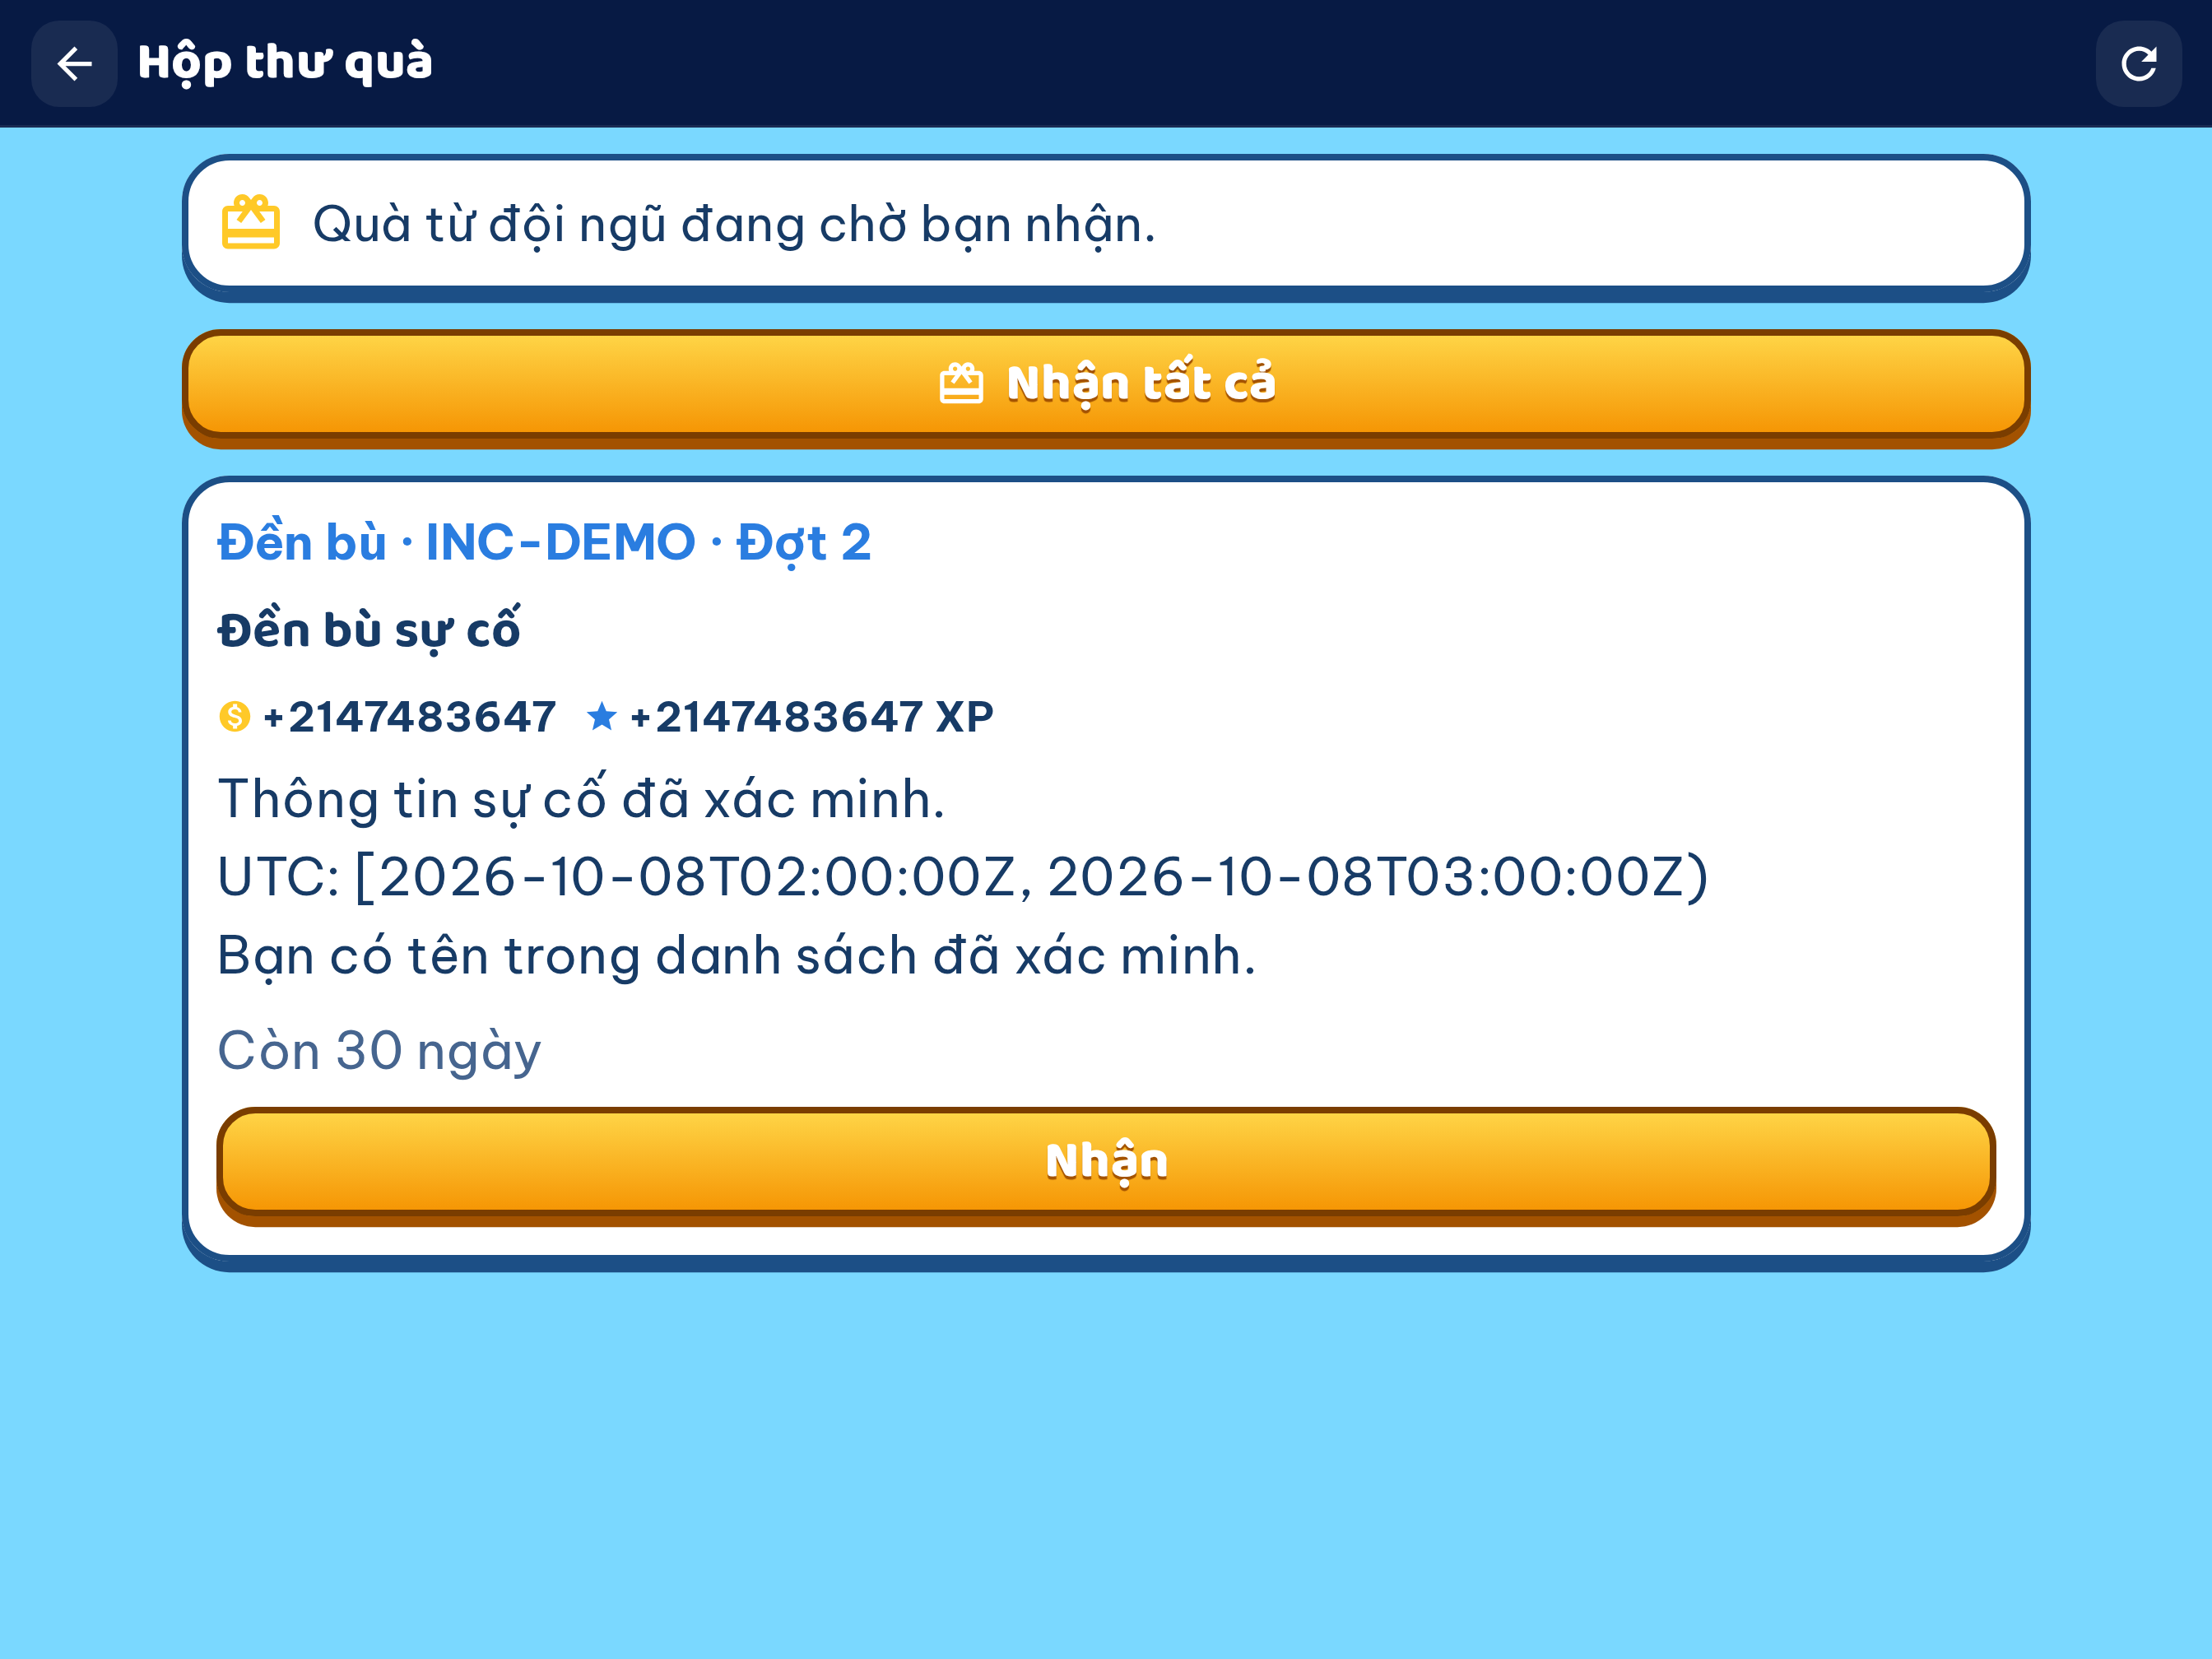 Hộp thư quà
Quà từ đội ngũ đang chờ bạn nhận.
Nhận tất cả
Đền bù · INC-DEMO · Đợt 2
Đền bù sự cố
+2147483647 +2147483647 XP
Thông tin sự cố đã xác minh.
UTC: [2026-10-08T02:00:00Z, 2026-10-08T03:00:00Z)
Bạn có tên trong danh sách đã xác minh.
Còn 30 ngày
Nhận